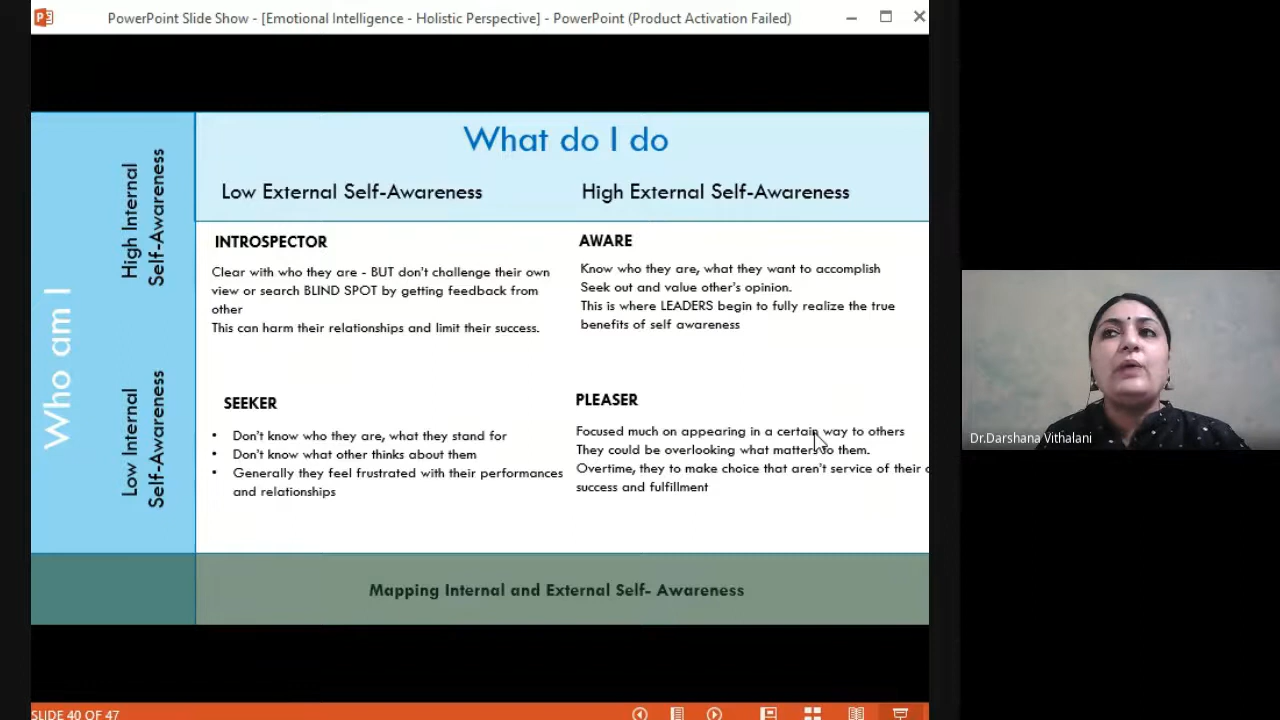 PowerPoint Slide Show - [Emotional Intelligence - Holistic Perspective] - PowerPoint (Product Activation Failed)
What do I do
Low External Self-Awareness
High External Self-Awareness
Who am I
High Internal
Self-Awareness
INTROSPECTOR
Clear with who they are - BUT don't challenge their own
view or search BLIND SPOT by getting feedback from
other
This can harm their relationships and limit their success.
AWARE
Know who they are, what they want to accomplish
Seek out and value other's opinion.
This is where LEADERS begin to fully realize the true
benefits of self awareness
Low Internal
Self-Awareness
SEEKER
• Don't know who they are, what they stand for
• Don't know what other thinks about them
• Generally they feel frustrated with their performances
and relationships
PLEASER
Focused much on appearing in a certain way to others
They could be overlooking what matters to them.
Overtime, they to make choice that aren't service of their
success and fulfillment
Mapping Internal and External Self- Awareness
SLIDE 40 OF 47
Dr.Darshana Vithalani